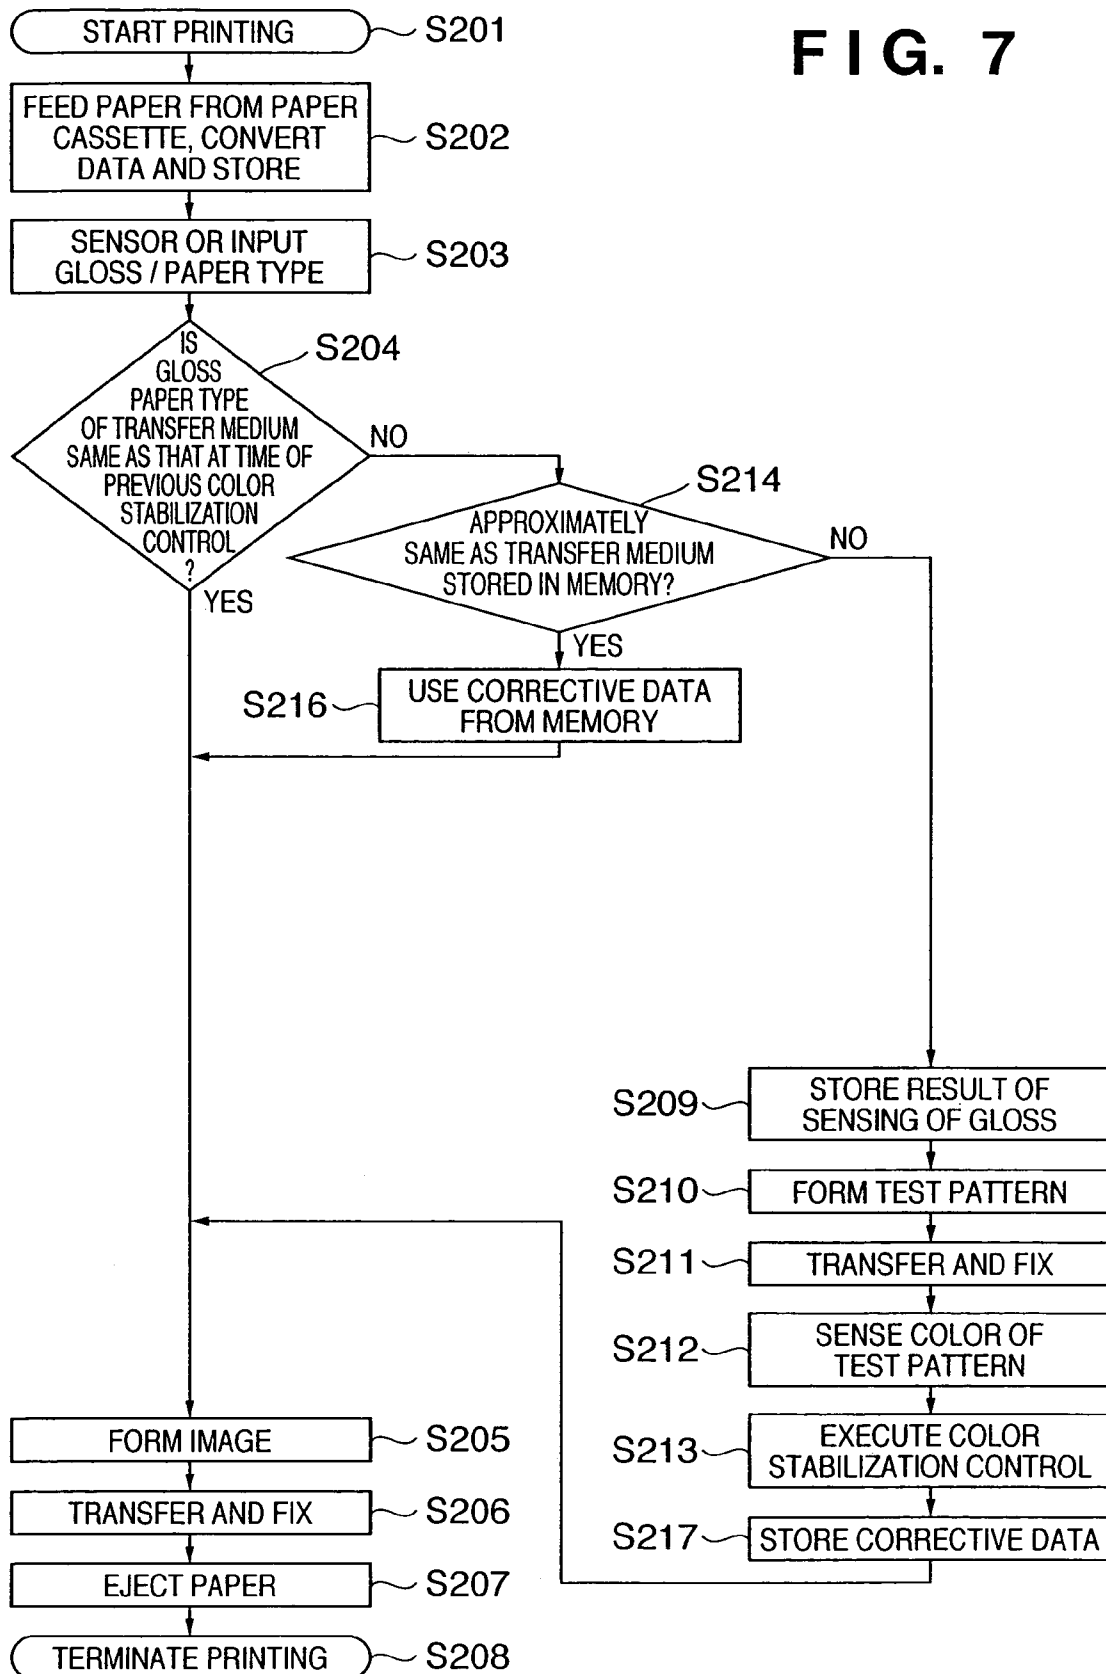 FIG. 7
START PRINTING
S201
FEED PAPER FROM PAPER
CASSETTE, CONVERT
DATA AND STORE
S202
SENSOR OR INPUT
GLOSS / PAPER TYPE
S203
IS
GLOSS
PAPER TYPE
OF TRANSFER MEDIUM
SAME AS THAT AT TIME OF
PREVIOUS COLOR
STABILIZATION
CONTROL
?
S204
NO
YES
APPROXIMATELY
SAME AS TRANSFER MEDIUM
STORED IN MEMORY?
S214
NO
YES
S216
USE CORRECTIVE DATA
FROM MEMORY
S209
STORE RESULT OF
SENSING OF GLOSS
S210
FORM TEST PATTERN
S211
TRANSFER AND FIX
S212
SENSE COLOR OF
TEST PATTERN
S213
EXECUTE COLOR
STABILIZATION CONTROL
S217
STORE CORRECTIVE DATA
FORM IMAGE
S205
TRANSFER AND FIX
S206
EJECT PAPER
S207
TERMINATE PRINTING
S208